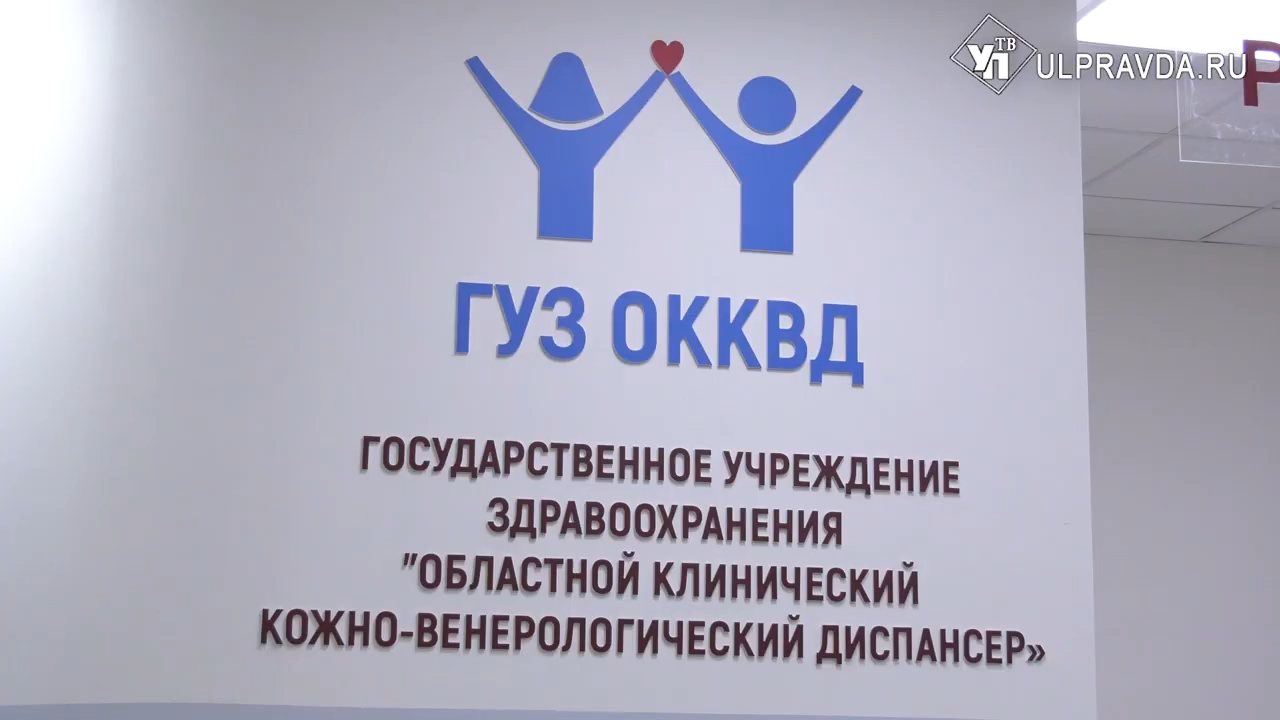 УП ТВ ULPRAVDA.RU
Р
ГУЗ ОККВД
ГОСУДАРСТВЕННОЕ УЧРЕЖДЕНИЕ
ЗДРАВООХРАНЕНИЯ
"ОБЛАСТНОЙ КЛИНИЧЕСКИЙ
КОЖНО-ВЕНЕРОЛОГИЧЕСКИЙ ДИСПАНСЕР»